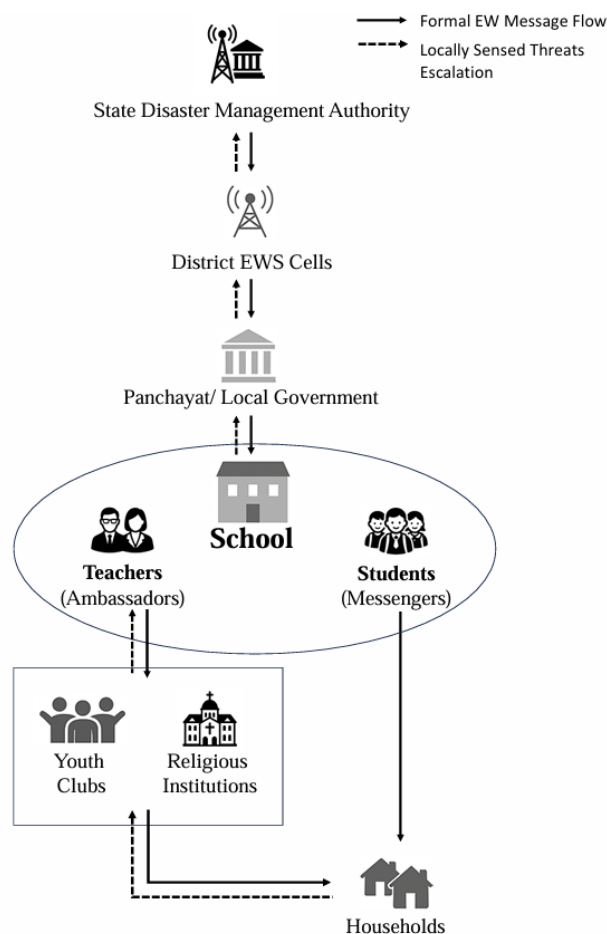 Formal EW Message Flow
Locally Sensed Threats
Escalation
State Disaster Management Authority
District EWS Cells
Panchayat/ Local Government
School
Teachers
(Ambassadors)
Students
(Messengers)
Youth
Clubs
Religious
Institutions
Households